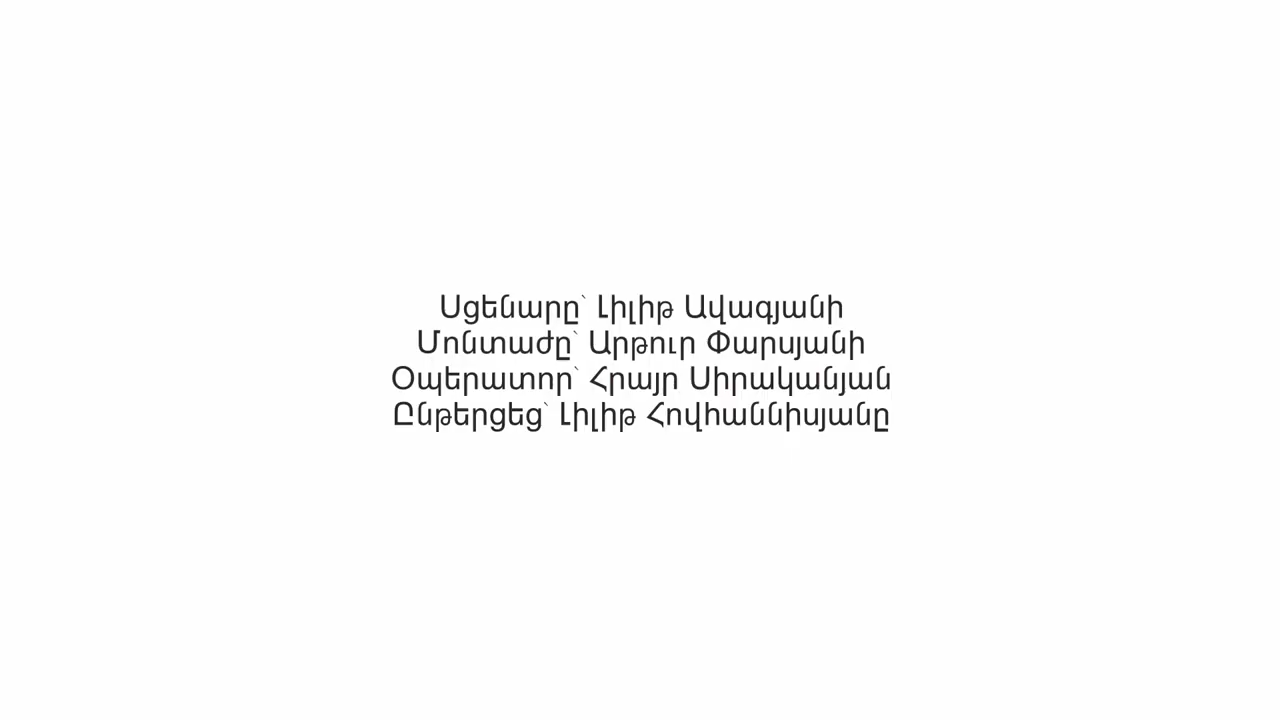 Սցենարը՝ Լիլիթ Ավագյանի
Մոնտաժը՝ Արթուր Փարսյանի
Օպերատոր՝ Հրայր Սիրականյան
Ընթերցեց՝ Լիլիթ Հովհաննիսյանը